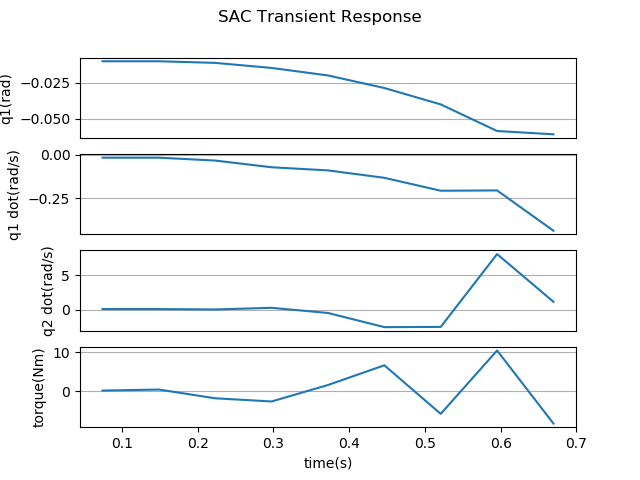 SAC Transient Response
q1(rad)
−0.025
−0.050
q1 dot(rad/s)
0.00
−0.25
q2 dot(rad/s)
5
0
torque(Nm)
10
0
0.1 0.2 0.3 0.4 0.5 0.6 0.7
time(s)